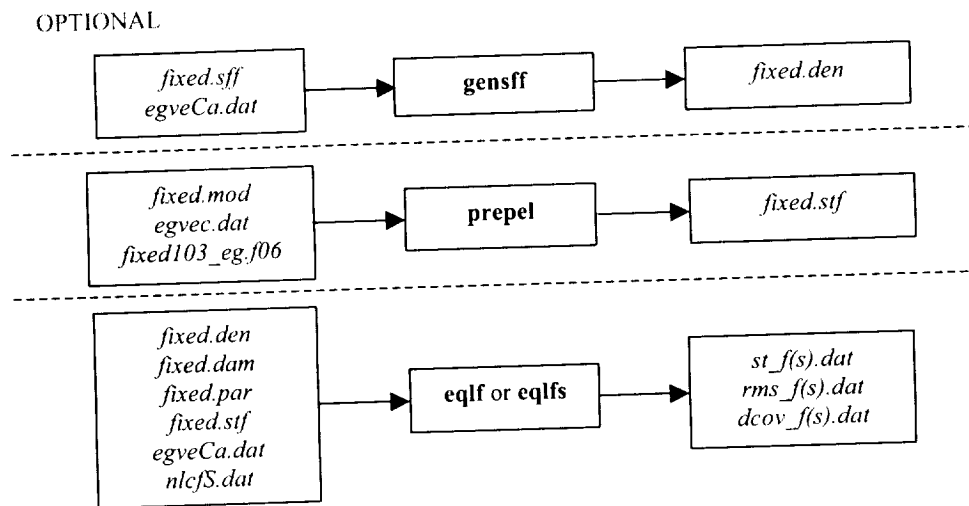 OPTIONAL
fixed.sff
egveCa.dat
gensff
fixed.den
fixed.mod
egvec.dat
fixed103_eg.f06
prepel
fixed.stf
fixed.den
fixed.dam
fixed.par
fixed.stf
egveCa.dat
nlcfS.dat
eqlf or eqlfs
st_f(s).dat
rms_f(s).dat
dcov_f(s).dat